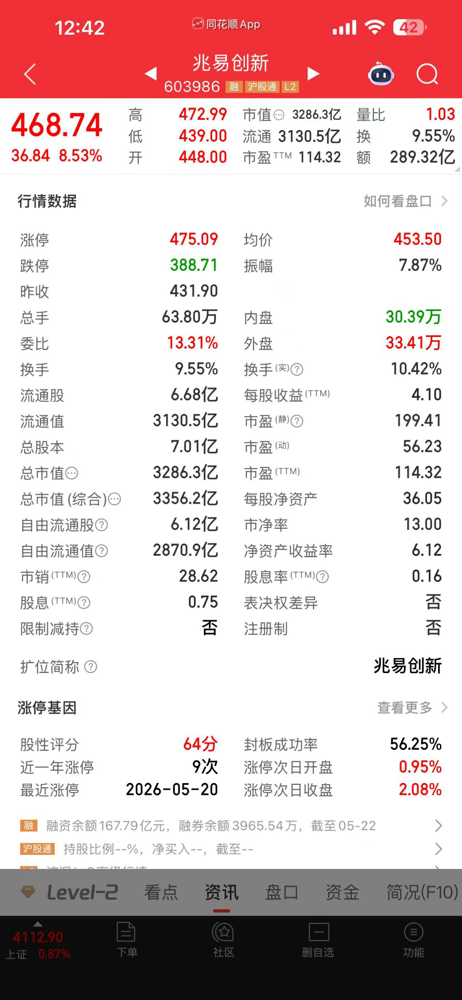 12:42 同花顺App 42
兆易创新
603986 融 沪股通 L2
468.74 高 472.99 市值 3286.3亿 量比 1.03
低 439.00 流通 3130.5亿 换 9.55%
36.84 8.53% 开 448.00 市盈TTM 114.32 额 289.32亿
行情数据 如何看盘口
涨停 475.09 均价 453.50
跌停 388.71 振幅 7.87%
昨收 431.90
总手 63.80万 内盘 30.39万
委比 13.31% 外盘 33.41万
换手 9.55% 换手(实) 10.42%
流通股 6.68亿 每股收益(TTM) 4.10
流通值 3130.5亿 市盈(静) 199.41
总股本 7.01亿 市盈(动) 56.23
总市值 3286.3亿 市盈(TTM) 114.32
总市值(综合) 3356.2亿 每股净资产 36.05
自由流通股 6.12亿 市净率 13.00
自由流通值 2870.9亿 净资产收益率 6.12
市销(TTM) 28.62 股息率(TTM) 0.16
股息(TTM) 0.75 表决权差异 否
限制减持 否 注册制 否
扩位简称 兆易创新
涨停基因 查看更多
股性评分 64分 封板成功率 56.25%
近一年涨停 9次 涨停次日开盘 0.95%
最近涨停 2026-05-20 涨停次日收盘 2.08%
融 融资余额167.79亿元，融券余额3965.54万，截至05-22
沪股通 持股比例--%，净买入--，截至--
Level-2 看点 资讯 盘口 资金 简况(F10)
4112.90
上证 0.87% 下单 社区 删自选 功能